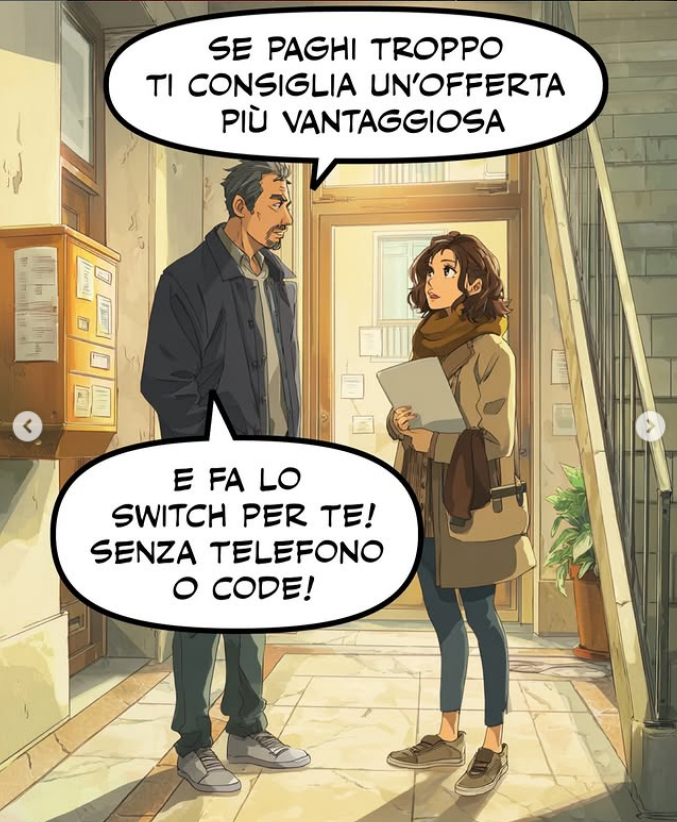 SE PAGHI TROPPO
TI CONSIGLIA UN'OFFERTA
PIÙ VANTAGGIOSA
E FA LO
SWITCH PER TE!
SENZA TELEFONO
O CODE!